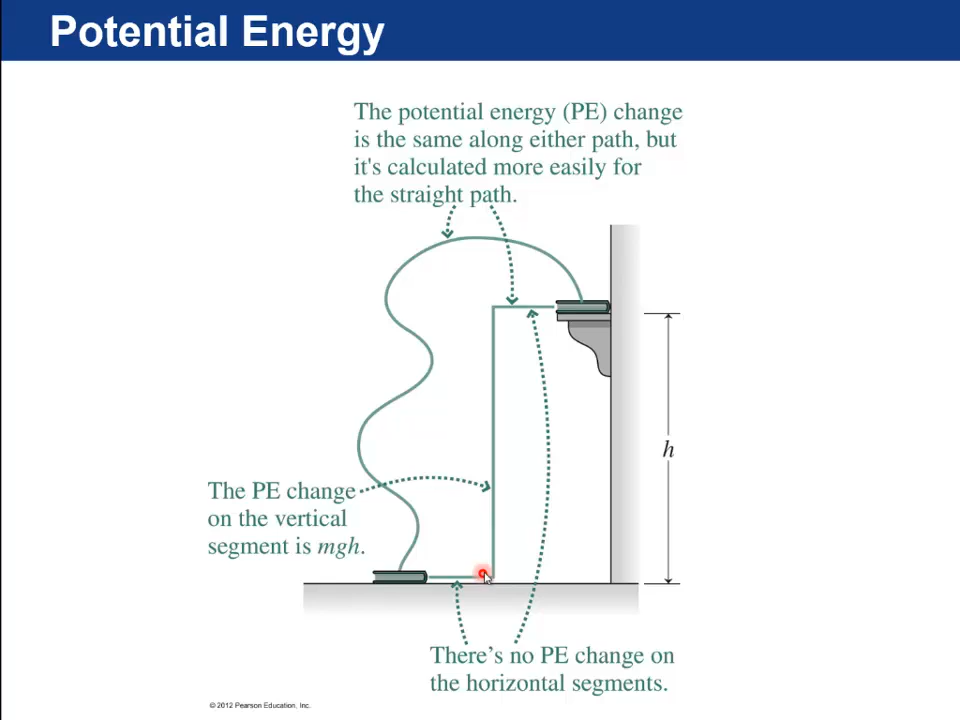 Potential Energy
The potential energy (PE) change
is the same along either path, but
it's calculated more easily for
the straight path.
h
The PE change
on the vertical
segment is mgh.
There's no PE change on
the horizontal segments.
© 2012 Pearson Education, Inc.